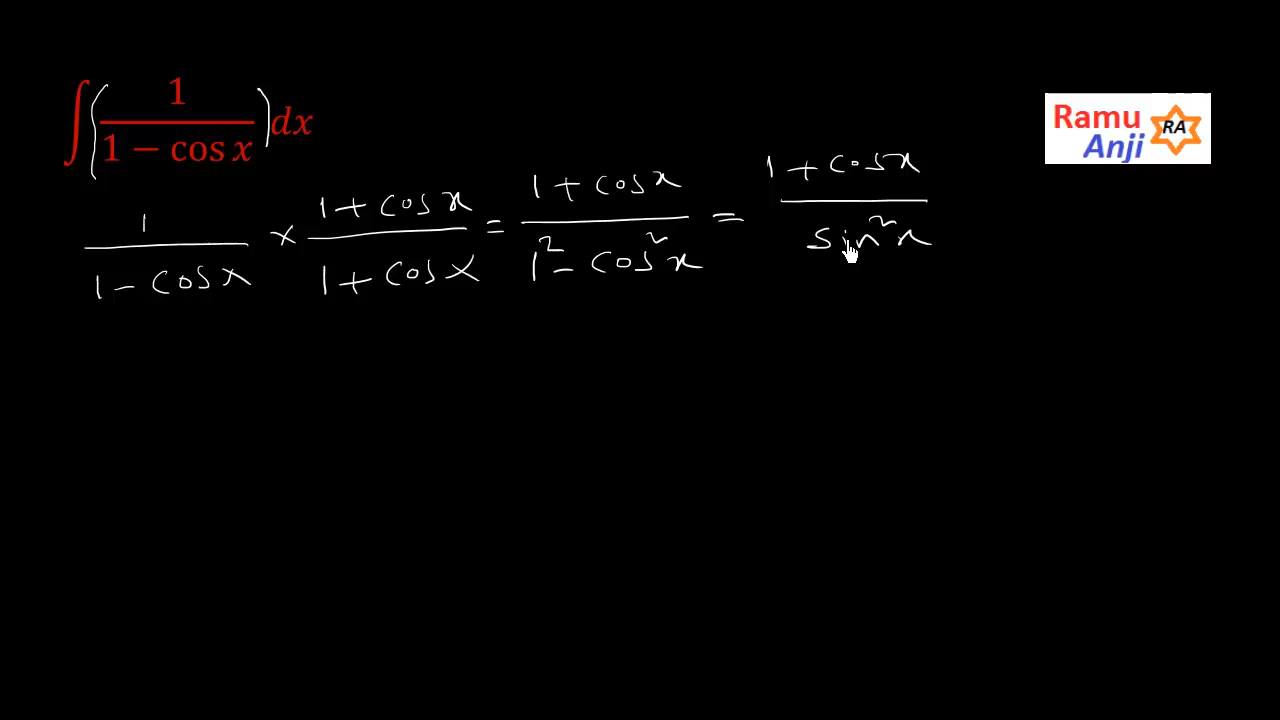 ∫(1/(1 − cos x))dx
Ramu
Anji RA
1/(1 − cos x) × (1 + cos x)/(1 + cos x) = (1 + cos x)/(1² − cos² x) = (1 + cos x)/(sin² x)